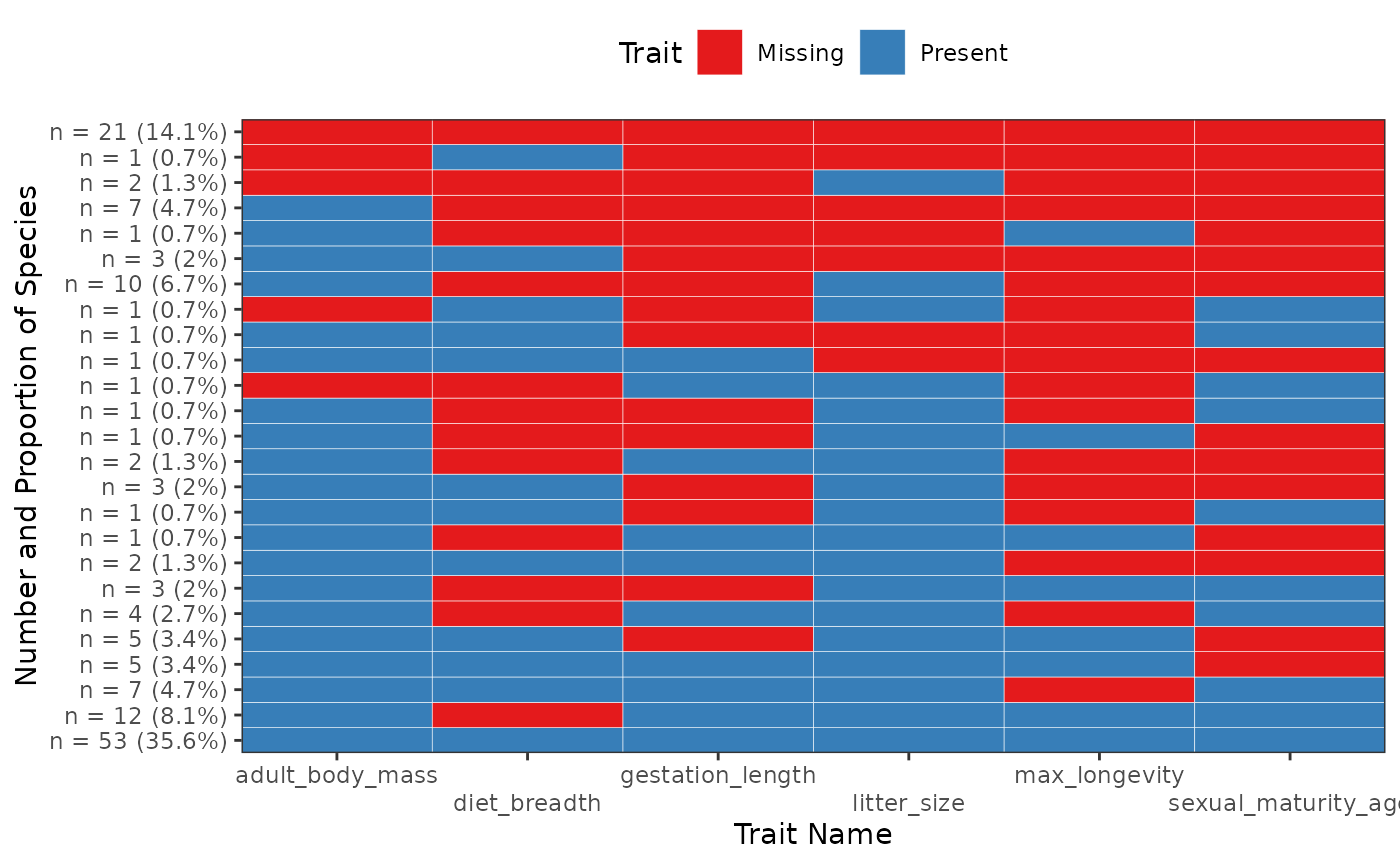 Trait Missing Present
Number and Proportion of Species
n = 21 (14.1%)
n = 1 (0.7%)
n = 2 (1.3%)
n = 7 (4.7%)
n = 1 (0.7%)
n = 3 (2%)
n = 10 (6.7%)
n = 1 (0.7%)
n = 1 (0.7%)
n = 1 (0.7%)
n = 1 (0.7%)
n = 1 (0.7%)
n = 1 (0.7%)
n = 2 (1.3%)
n = 3 (2%)
n = 1 (0.7%)
n = 1 (0.7%)
n = 2 (1.3%)
n = 3 (2%)
n = 4 (2.7%)
n = 5 (3.4%)
n = 5 (3.4%)
n = 7 (4.7%)
n = 12 (8.1%)
n = 53 (35.6%)
adult_body_mass gestation_length max_longevity
diet_breadth litter_size sexual_maturity_ag
Trait Name